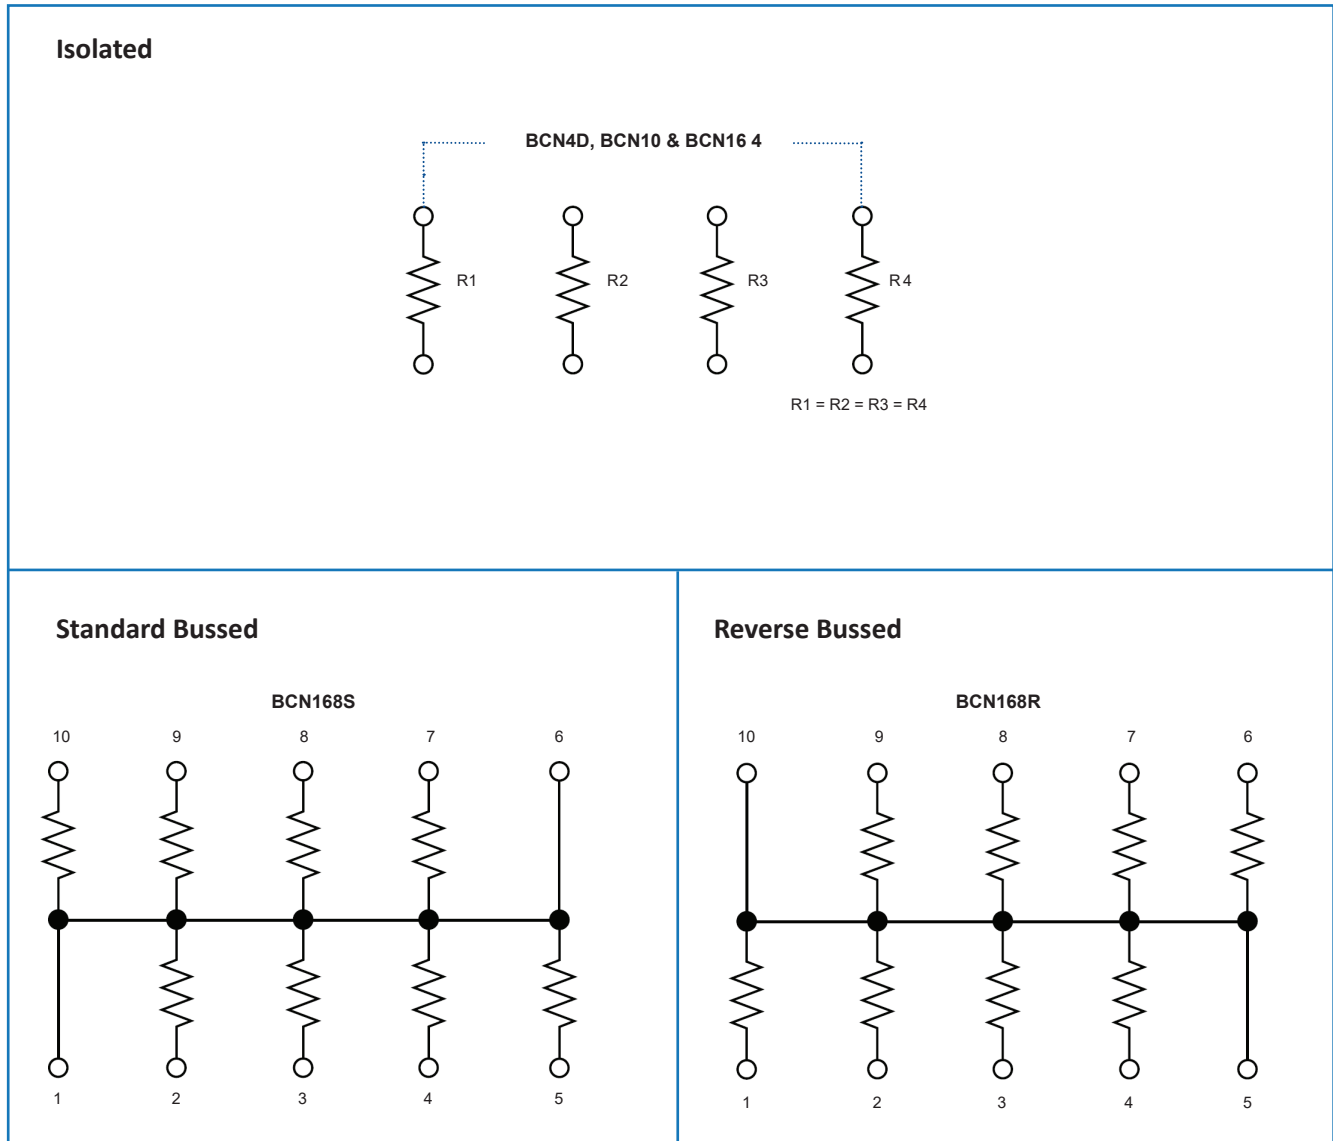 Isolated
BCN4D, BCN10 & BCN16 4
R1 R2 R3 R4
R1 = R2 = R3 = R4
Standard Bussed
BCN168S
10 9 8 7 6
1 2 3 4 5
Reverse Bussed
BCN168R
10 9 8 7 6
1 2 3 4 5